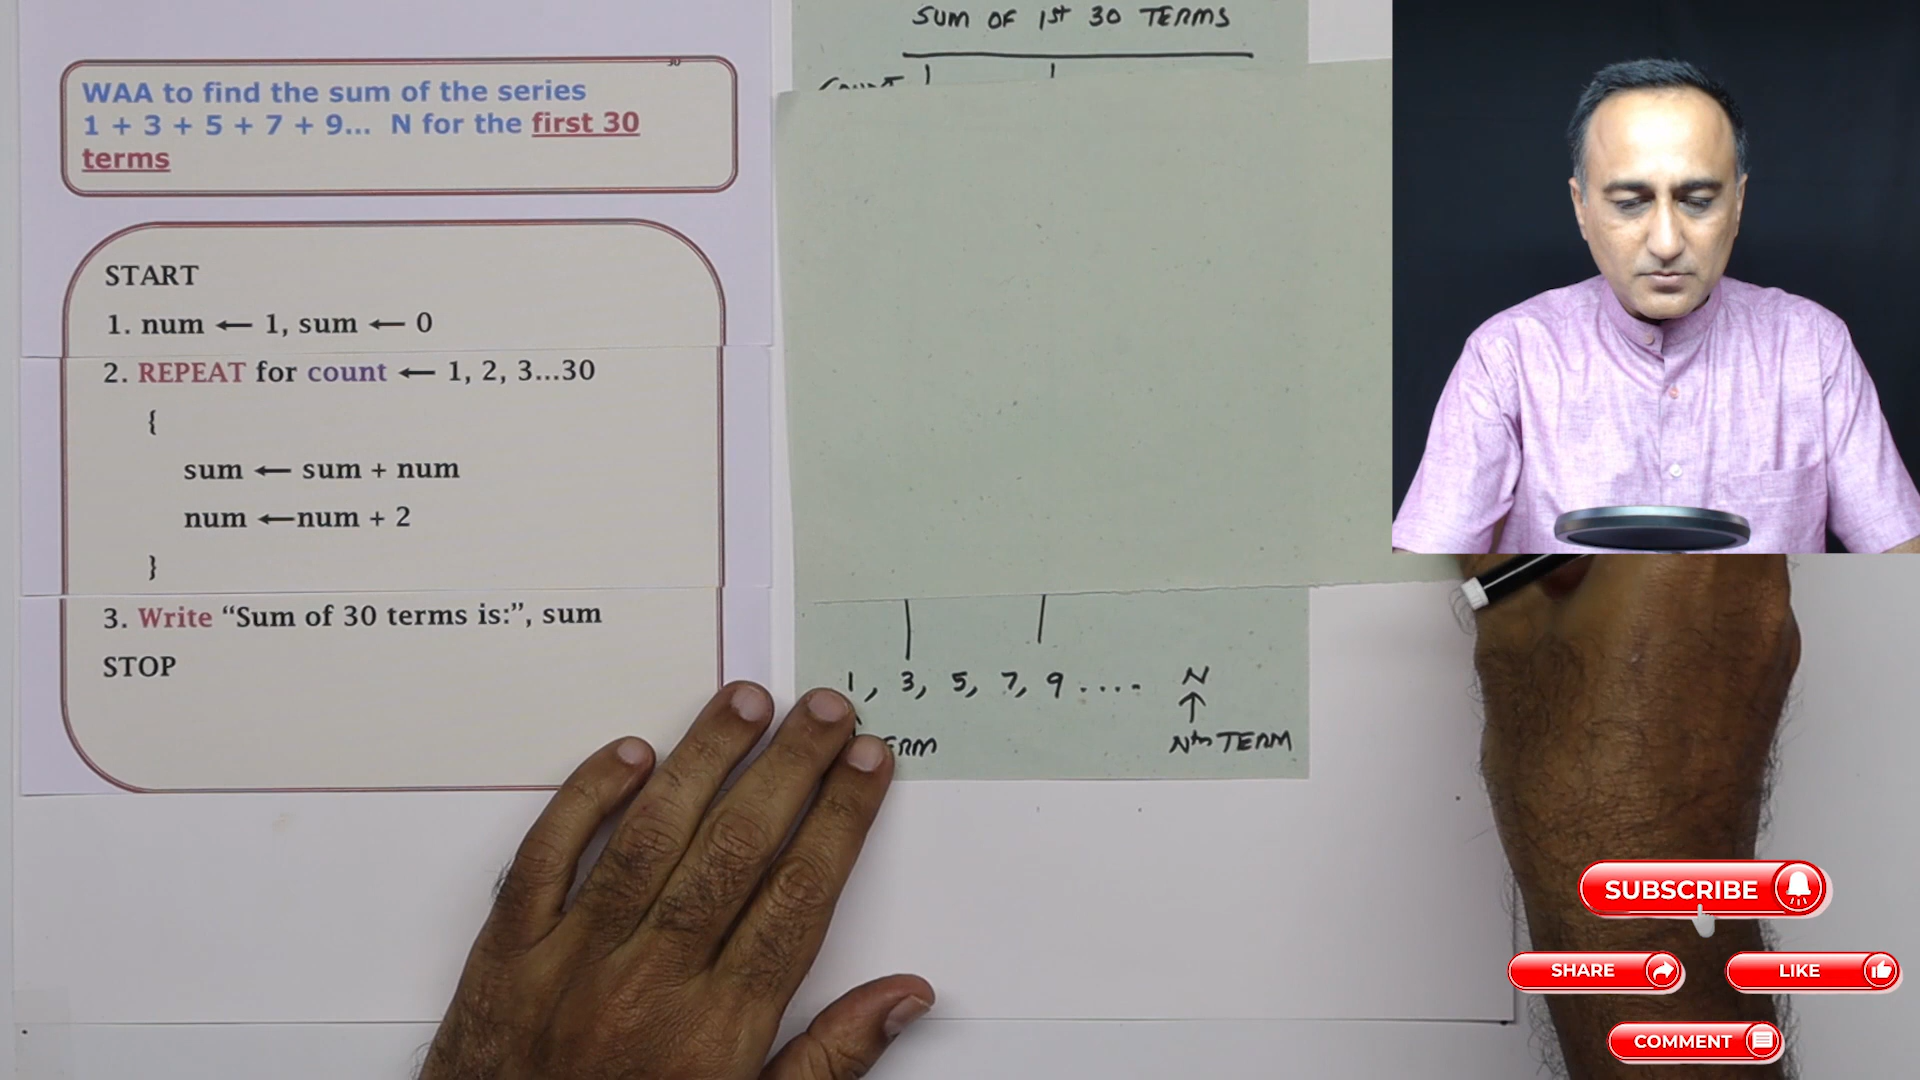 SUM OF 1st 30 TERMS
30
WAA to find the sum of the series
1 + 3 + 5 + 7 + 9... N for the first 30
terms
START
1. num ← 1, sum ← 0
2. REPEAT for count ← 1, 2, 3...30
{
sum ← sum + num
num ←num + 2
}
3. Write “Sum of 30 terms is:”, sum
STOP
1, 3, 5, 7, 9 .... N
↑
Nth TERM
SUBSCRIBE
SHARE
LIKE
COMMENT